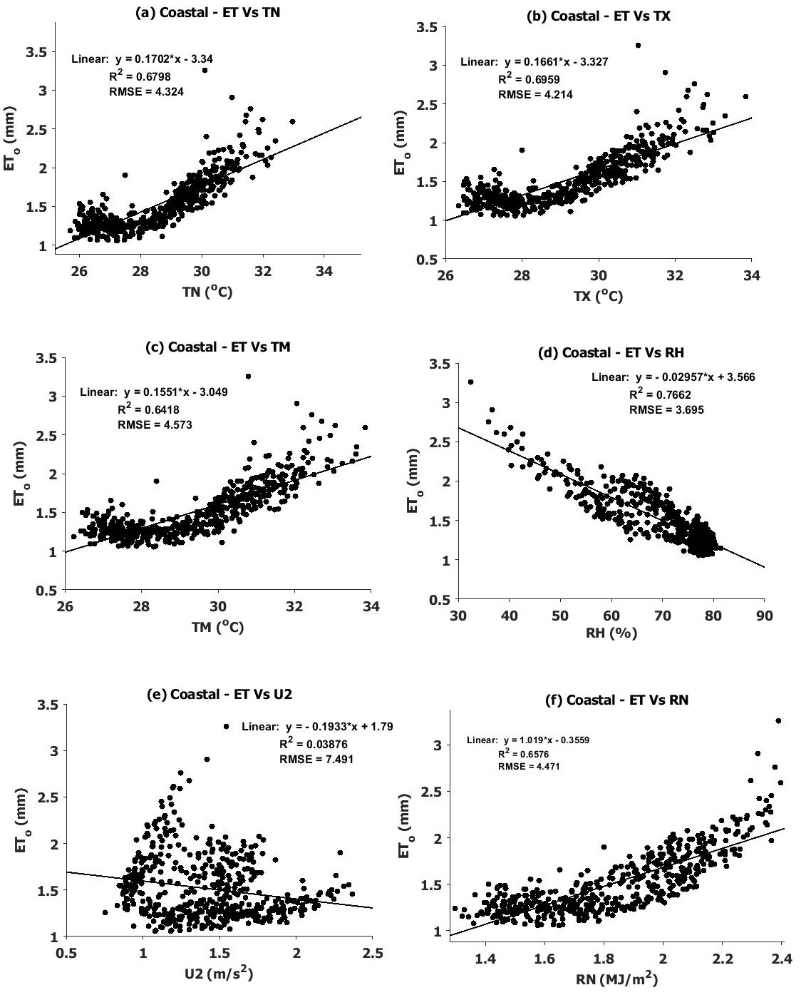 (a) Coastal - ET Vs TN
Linear: y = 0.1702*x - 3.34
R2 = 0.6798
RMSE = 4.324
3.5
3
2.5
2
1.5
1
ETo (mm)
26 28 30 32 34
TN (oC)
(b) Coastal - ET Vs TX
Linear: y = 0.1661*x - 3.327
R2 = 0.6959
RMSE = 4.214
3.5
3
2.5
2
1.5
1
0.5
ETo (mm)
26 28 30 32 34
TX (oC)
(c) Coastal - ET Vs TM
Linear: y = 0.1551*x - 3.049
R2 = 0.6418
RMSE = 4.573
3.5
3
2.5
2
1.5
1
0.5
ETo (mm)
26 28 30 32 34
TM (oC)
(d) Coastal - ET Vs RH
Linear: y = - 0.02957*x + 3.566
R2 = 0.7662
RMSE = 3.695
3.5
3
2.5
2
1.5
1
0.5
ETo (mm)
30 40 50 60 70 80 90
RH (%)
(e) Coastal - ET Vs U2
Linear: y = - 0.1933*x + 1.79
R2 = 0.03876
RMSE = 7.491
3.5
3
2.5
2
1.5
1
ETo (mm)
0.5 1 1.5 2 2.5
U2 (m/s2)
(f) Coastal - ET Vs RN
Linear: y = 1.019*x - 0.3559
R2 = 0.6576
RMSE = 4.471
3
2.5
2
1.5
1
ETo (mm)
1.4 1.6 1.8 2 2.2 2.4
RN (MJ/m2)